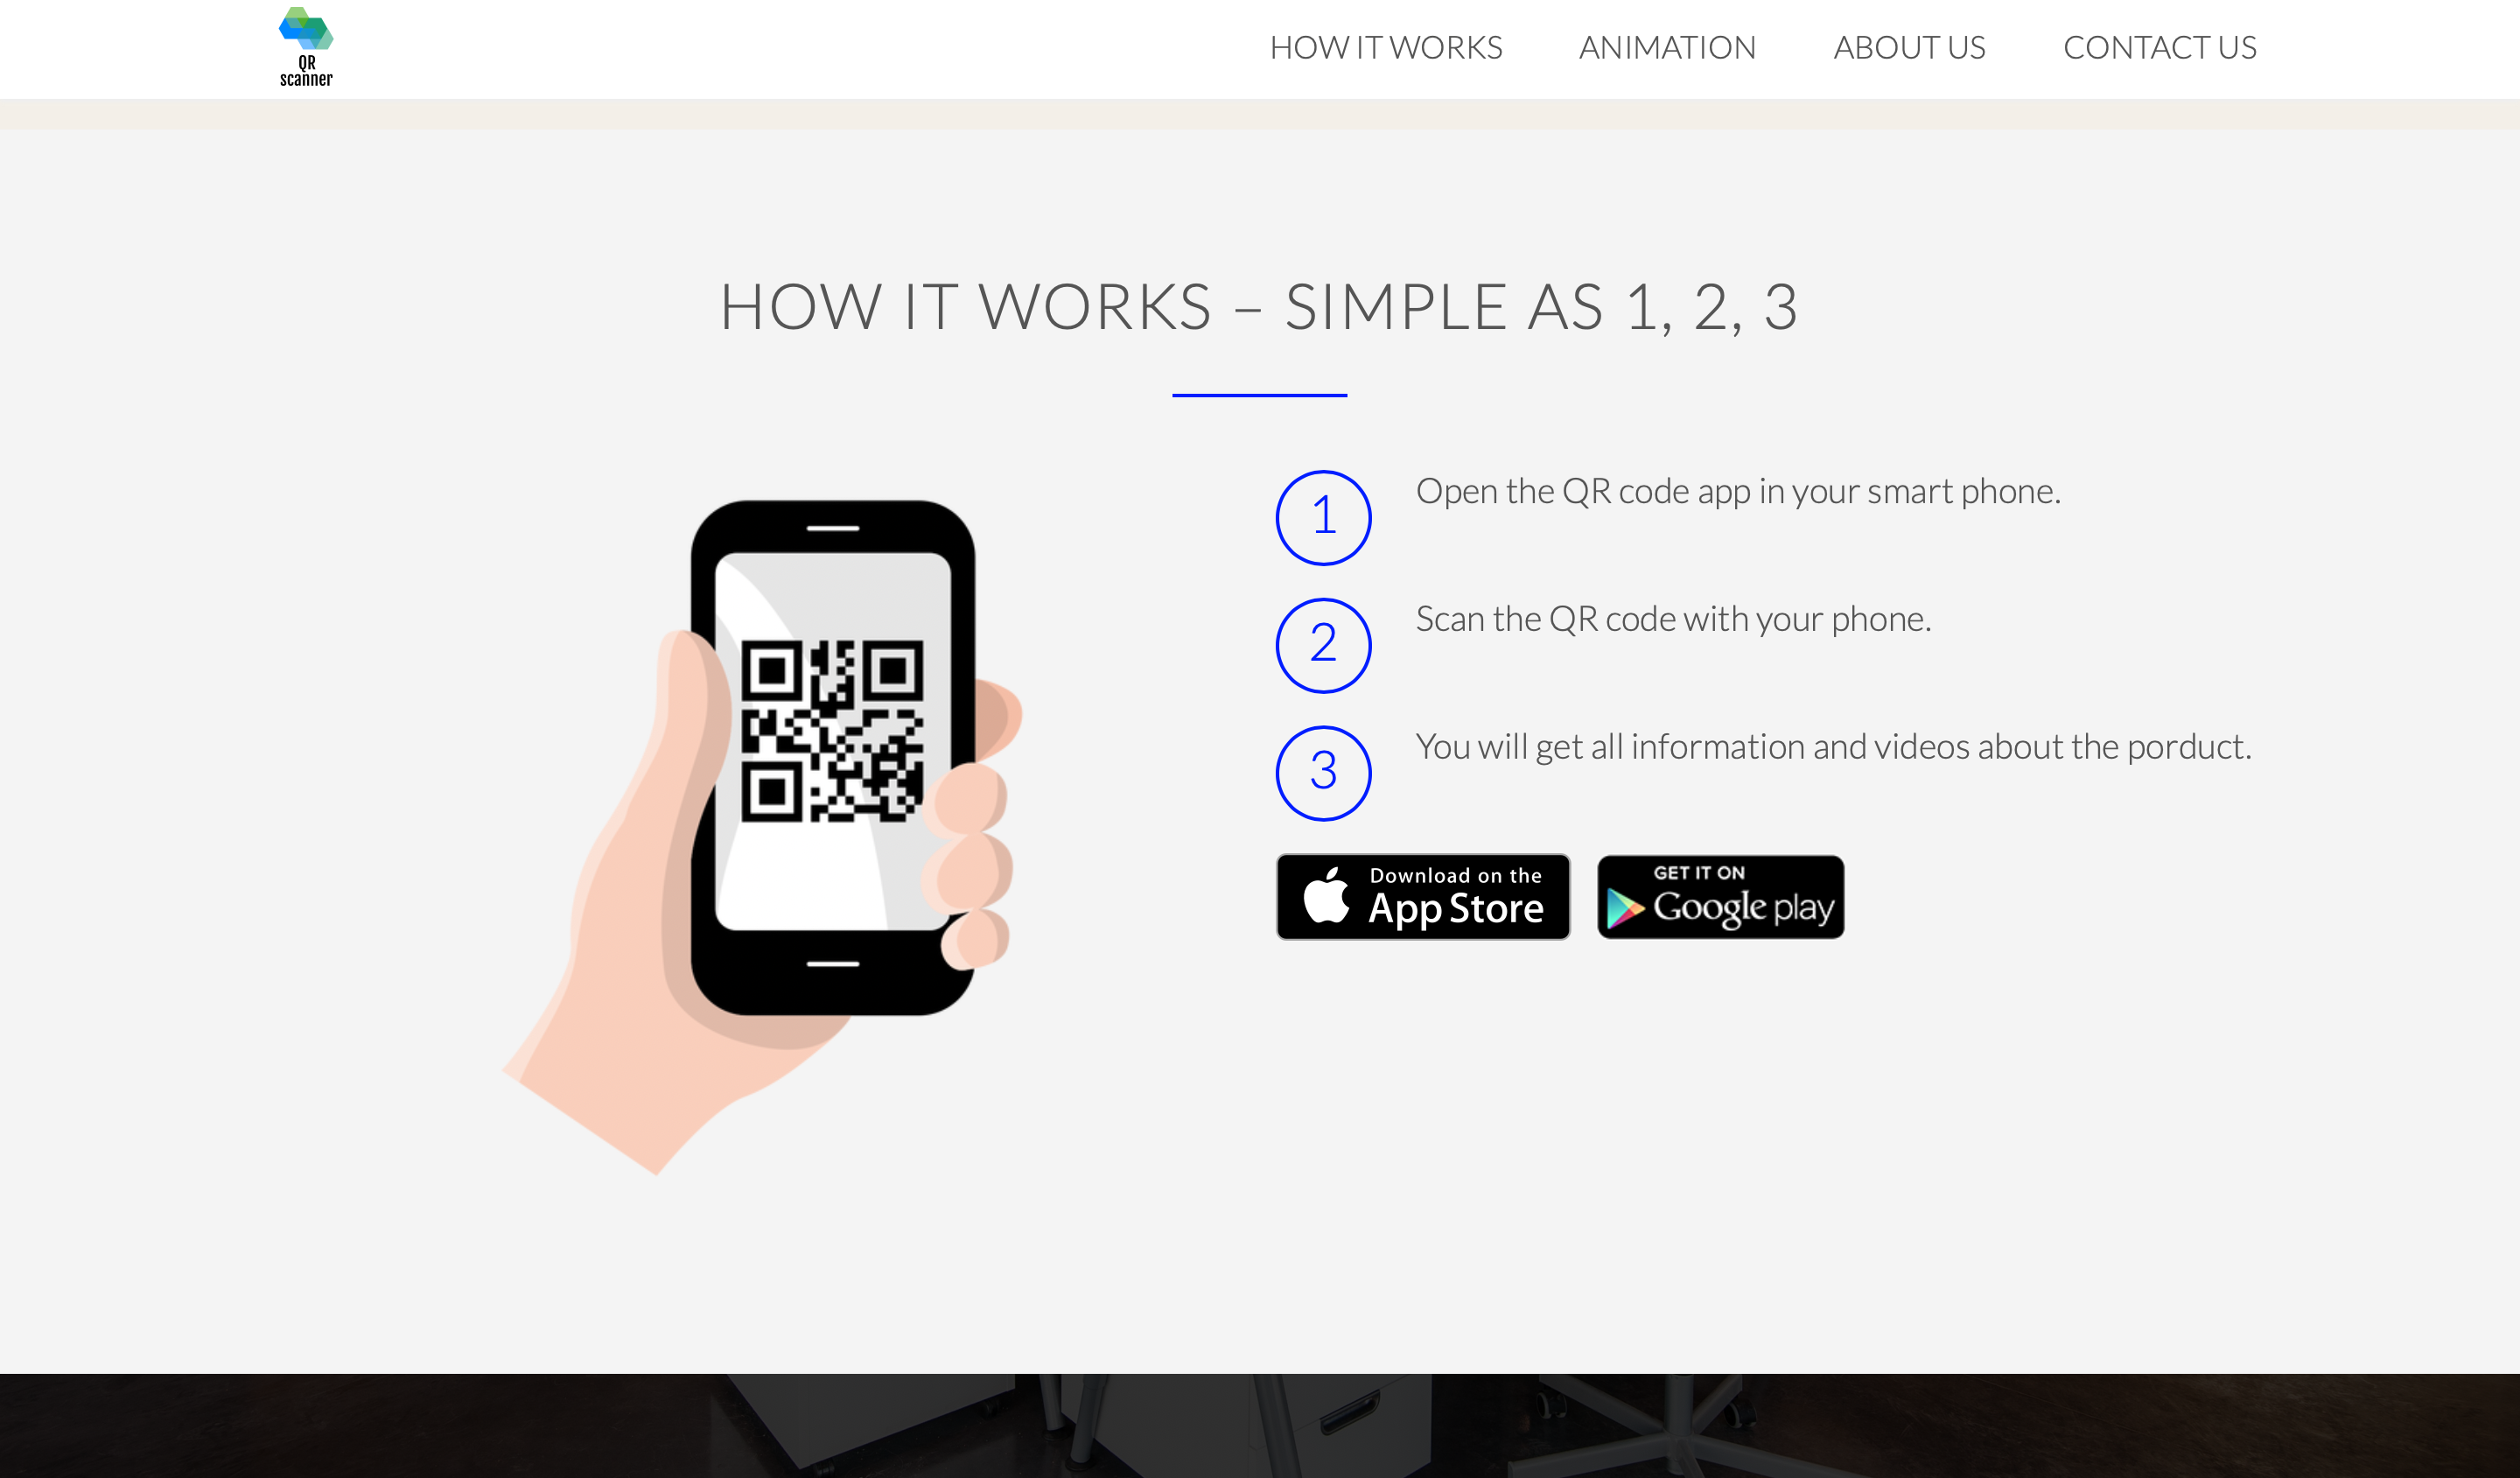 QR
scanner
HOW IT WORKS
ANIMATION
ABOUT US
CONTACT US
HOW IT WORKS – SIMPLE AS 1, 2, 3
1
Open the QR code app in your smart phone.
2
Scan the QR code with your phone.
3
You will get all information and videos about the porduct.
Download on the
App Store
GET IT ON
Google play